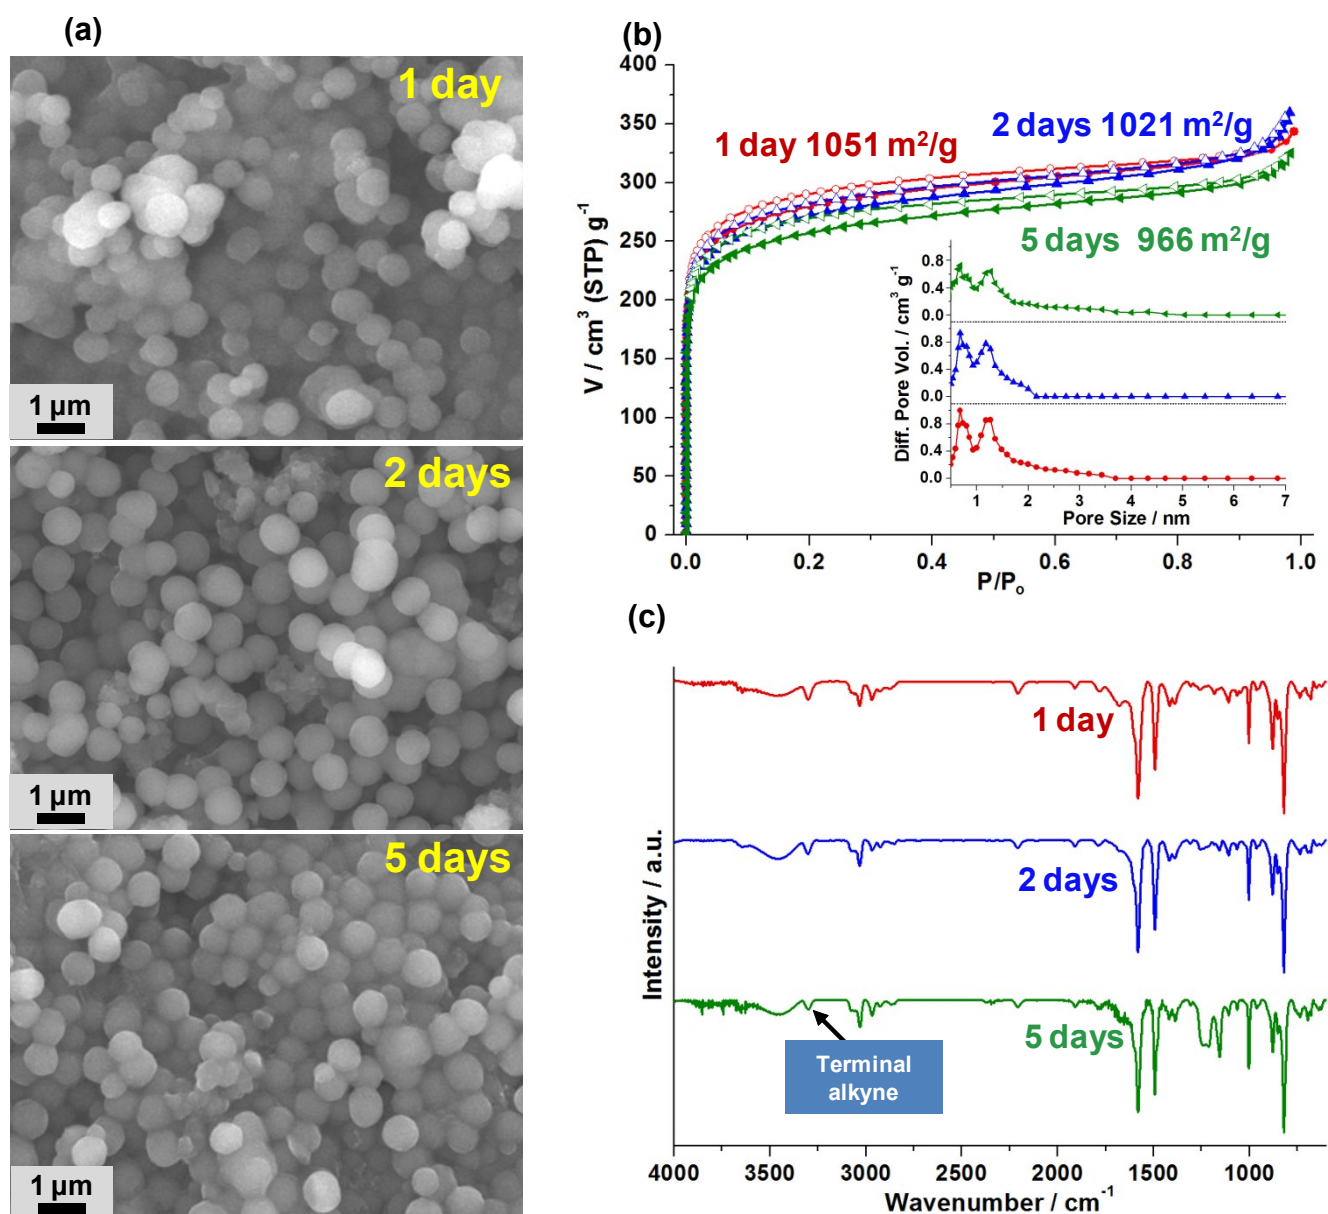 (a)
1 day
1 µm
2 days
1 µm
5 days
1 µm
(b)
V / cm³ (STP) g⁻¹
400
350
300
250
200
150
100
50
0
1 day 1051 m²/g
2 days 1021 m²/g
5 days 966 m²/g
Diff. Pore Vol. / cm³ g⁻¹
0.8
0.4
0.0
0.8
0.4
0.0
0.8
0.4
0.0
1 2 3 4 5 6 7
Pore Size / nm
0.0 0.2 0.4 0.6 0.8 1.0
P/Pₒ
(c)
Intensity / a.u.
1 day
2 days
5 days
Terminal
alkyne
4000 3500 3000 2500 2000 1500 1000
Wavenumber / cm⁻¹